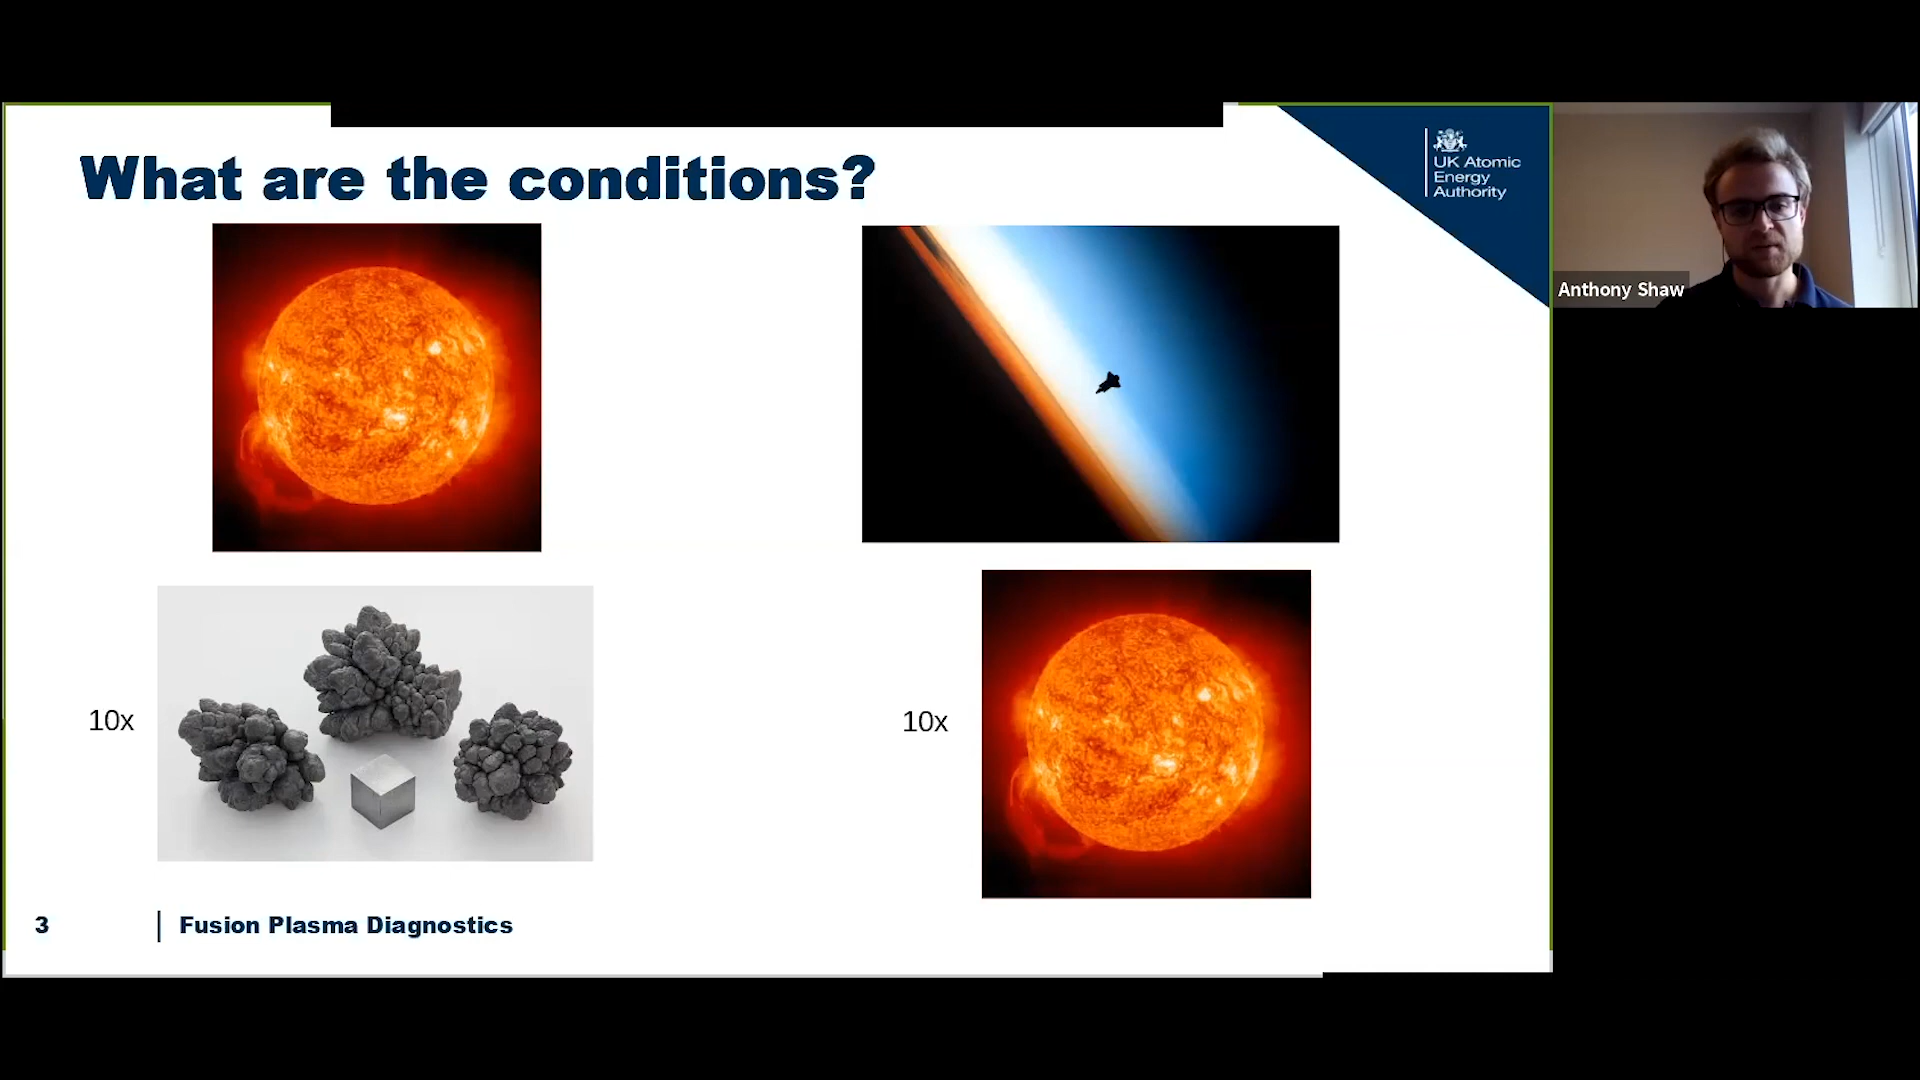 What are the conditions?
UK Atomic
Energy
Authority
Anthony Shaw
10x
10x
3
Fusion Plasma Diagnostics